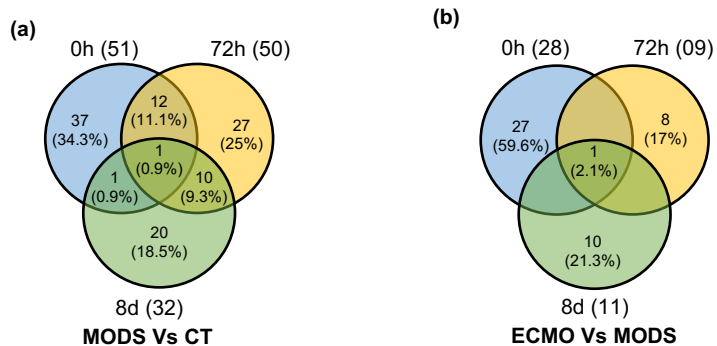 (a)
0h (51)
72h (50)
37
(34.3%)
12
(11.1%)
27
(25%)
1
(0.9%)
1
(0.9%)
10
(9.3%)
20
(18.5%)
8d (32)
MODS Vs CT
(b)
0h (28)
72h (09)
27
(59.6%)
8
(17%)
1
(2.1%)
10
(21.3%)
8d (11)
ECMO Vs MODS